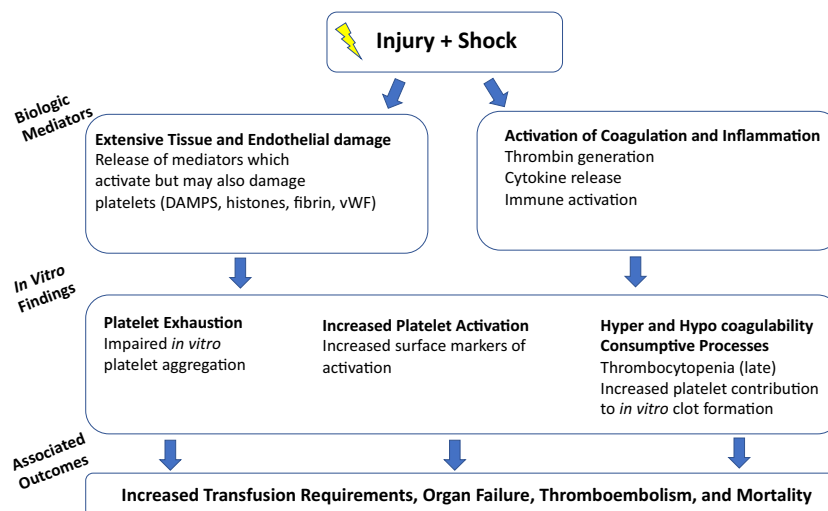 Injury + Shock
Biologic
Mediators
Extensive Tissue and Endothelial damage
Release of mediators which
activate but may also damage
platelets (DAMPS, histones, fibrin, vWF)
Activation of Coagulation and Inflammation
Thrombin generation
Cytokine release
Immune activation
In Vitro
Findings
Platelet Exhaustion
Impaired in vitro
platelet aggregation
Increased Platelet Activation
Increased surface markers of
activation
Hyper and Hypo coagulability
Consumptive Processes
Thrombocytopenia (late)
Increased platelet contribution
to in vitro clot formation
Associated
Outcomes
Increased Transfusion Requirements, Organ Failure, Thromboembolism, and Mortality